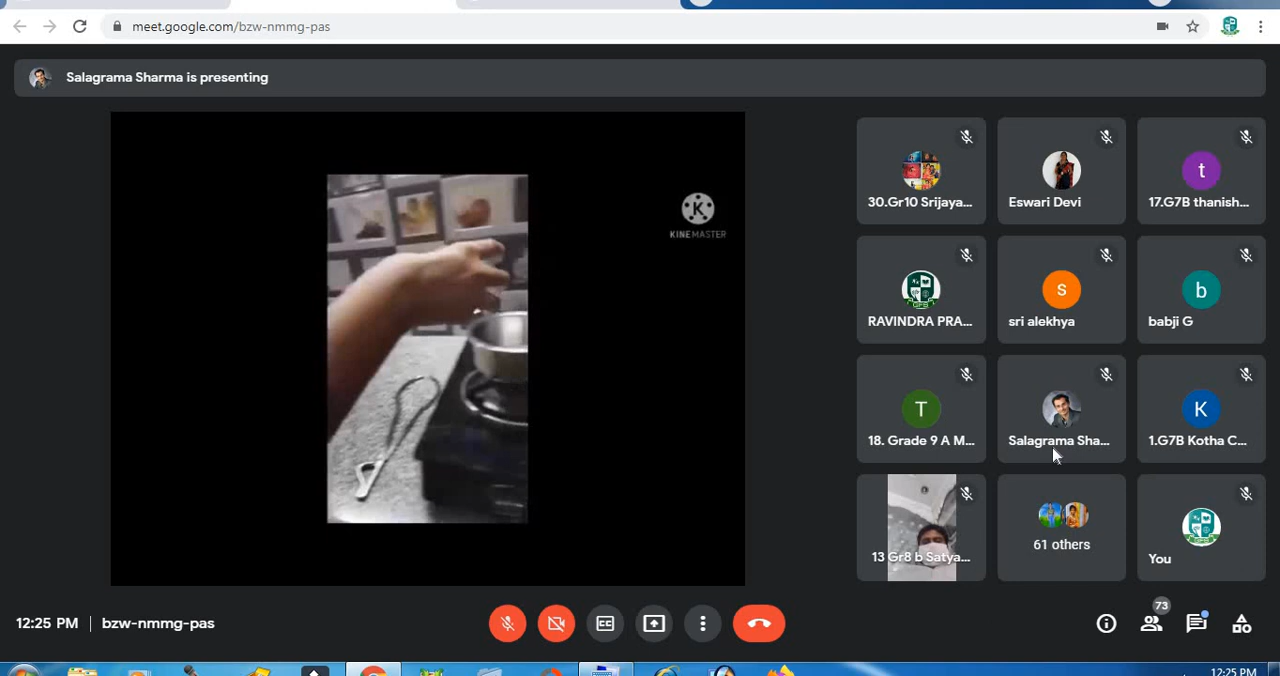 meet.google.com/bzw-nmmg-pas
Salagrama Sharma is presenting
K
KINEMASTER
30.Gr10 Srijaya...
Eswari Devi
t
17.G7B thanish...
RAVINDRA PRA...
s
sri alekhya
b
babji G
T
18. Grade 9 A M...
Salagrama Sha...
K
1.G7B Kotha C...
13 Gr8 b Satya...
61 others
You
12:25 PM | bzw-nmmg-pas
CC
73
12:25 PM